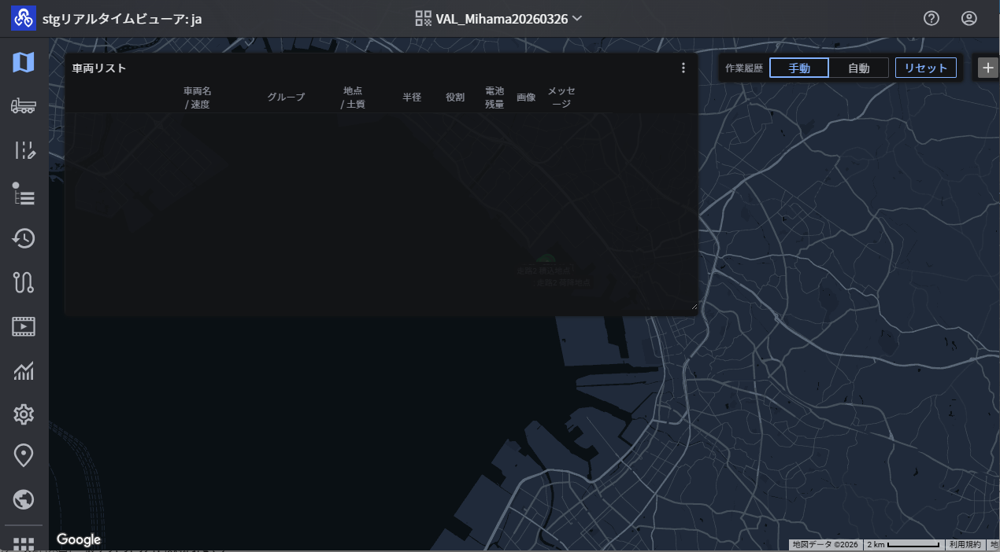 stgリアルタイムビューア: ja
VAL_Mihama20260326
車両リスト
作業履歴
手動
自動
リセット
車両名
/ 速度
グループ
地点
/ 土質
半径
役割
電池
残量
画像
メッセ
ージ
Google
地図データ ©2026
2 km
利用規約